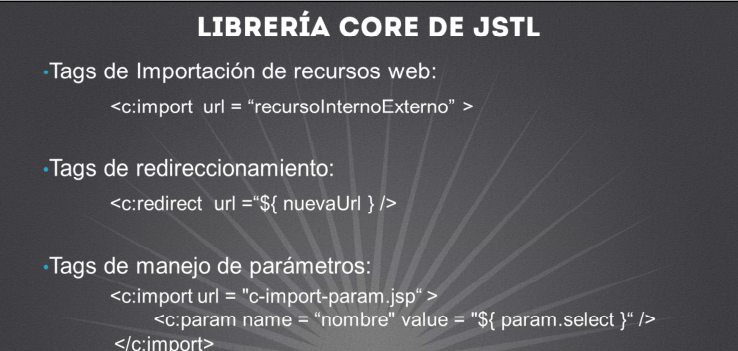 LIBRERÍA CORE DE JSTL
•Tags de Importación de recursos web:
<c:import url = “recursoInternoExterno” >
•Tags de redireccionamiento:
<c:redirect url =“${ nuevaUrl } />
•Tags de manejo de parámetros:
<c:import url = "c-import-param.jsp“ >
<c:param name = “nombre" value = "${ param.select }“ />
</c:import>